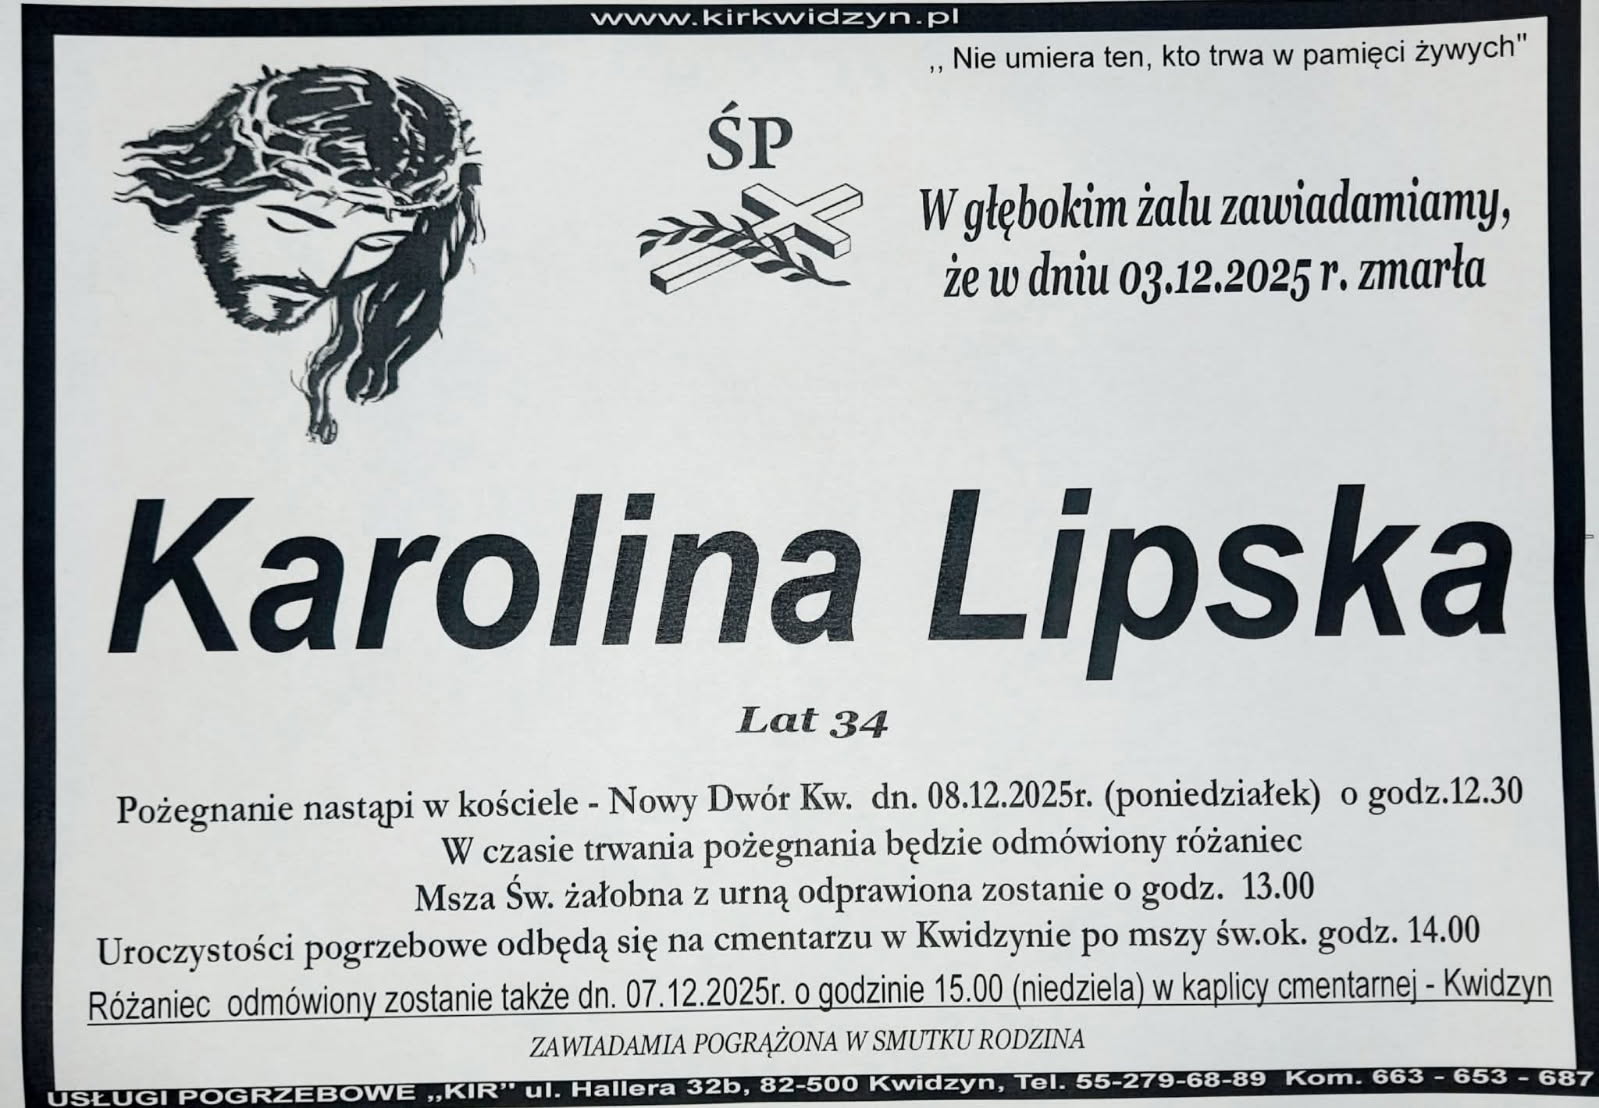 www.kirkwidzyn.pl
,, Nie umiera ten, kto trwa w pamięci żywych"
ŚP
W głębokim żalu zawiadamiamy,
że w dniu 03.12.2025 r. zmarła
Karolina Lipska
Lat 34
Pożegnanie nastąpi w kościele - Nowy Dwór Kw. dn. 08.12.2025r. (poniedziałek) o godz.12.30
W czasie trwania pożegnania będzie odmówiony różaniec
Msza Św. żałobna z urną odprawiona zostanie o godz. 13.00
Uroczystości pogrzebowe odbędą się na cmentarzu w Kwidzynie po mszy św.ok. godz. 14.00
Różaniec odmówiony zostanie także dn. 07.12.2025r. o godzinie 15.00 (niedziela) w kaplicy cmentarnej - Kwidzyn
ZAWIADAMIA POGRĄŻONA W SMUTKU RODZINA
USŁUGI POGRZEBOWE ,,KIR" ul. Hallera 32b, 82-500 Kwidzyn, Tel. 55-279-68-89 Kom. 663 - 653 - 687